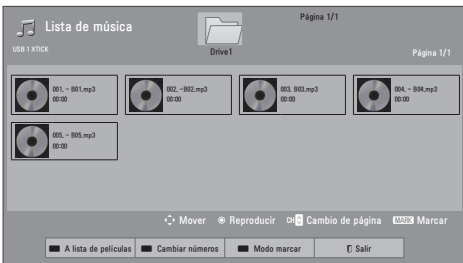 Lista de música
Página 1/1
USB 1 XTICK
Drive1
Página 1/1
001, - B01,mp3
00:00
002, -B02,mp3
00:00
003, B03,mp3
00:00
004, - B04,mp3
00:00
005, - B05,mp3
00:00
Mover
Reproducir
CH Cambio de página
MARK Marcar
A lista de películas
Cambiar números
Modo marcar
Salir